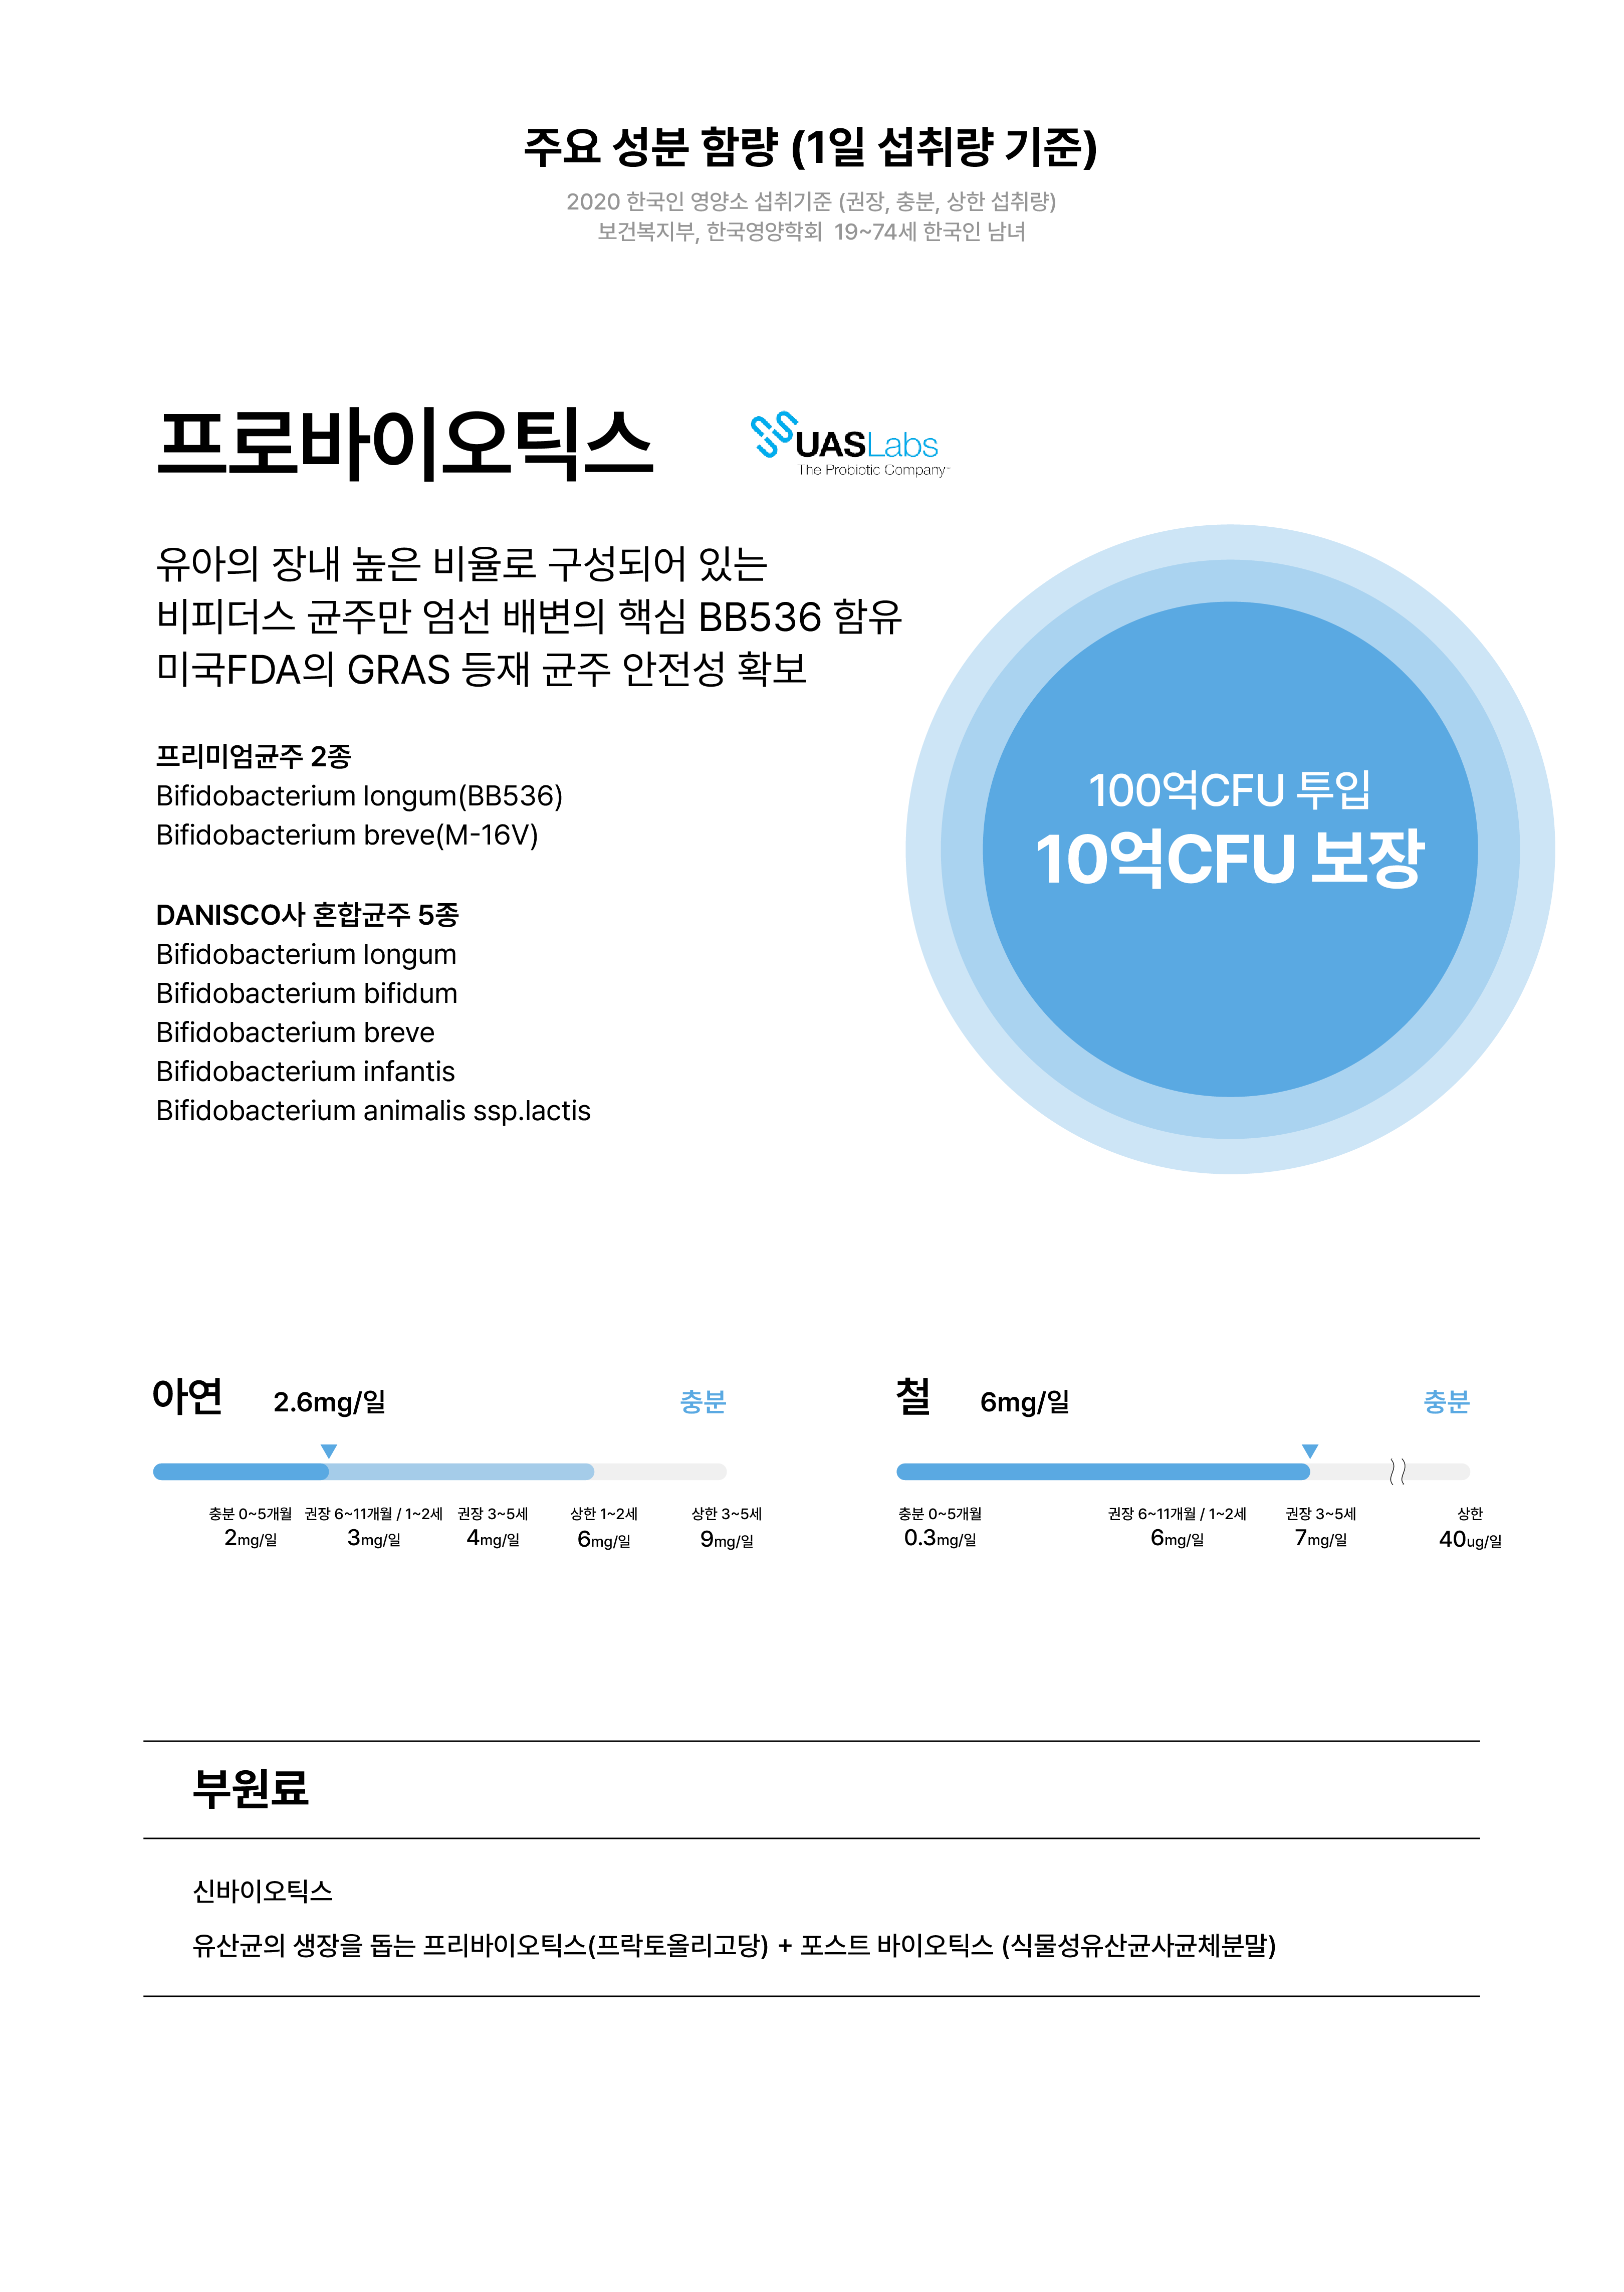 주요 성분 함량 (1일 섭취량 기준)
2020 한국인 영양소 섭취기준 (권장, 충분, 상한 섭취량)
보건복지부, 한국영양학회 19~74세 한국인 남녀
프로바이오틱스
UASLabs
The Probiotic Company
유아의 장내 높은 비율로 구성되어 있는
비피더스 균주만 엄선 배변의 핵심 BB536 함유
미국FDA의 GRAS 등재 균주 안전성 확보
프리미엄균주 2종
Bifidobacterium longum(BB536)
Bifidobacterium breve(M-16V)
DANISCO사 혼합균주 5종
Bifidobacterium longum
Bifidobacterium bifidum
Bifidobacterium breve
Bifidobacterium infantis
Bifidobacterium animalis ssp.lactis
100억CFU 투입
10억CFU 보장
아연 2.6mg/일 충분
충분 0~5개월 권장 6~11개월 / 1~2세 권장 3~5세 상한 1~2세 상한 3~5세
2mg/일 3mg/일 4mg/일 6mg/일 9mg/일
철 6mg/일 충분
충분 0~5개월 권장 6~11개월 / 1~2세 권장 3~5세 상한
0.3mg/일 6mg/일 7mg/일 40ug/일
부원료
신바이오틱스
유산균의 생장을 돕는 프리바이오틱스(프락토올리고당) + 포스트 바이오틱스 (식물성유산균사균체분말)